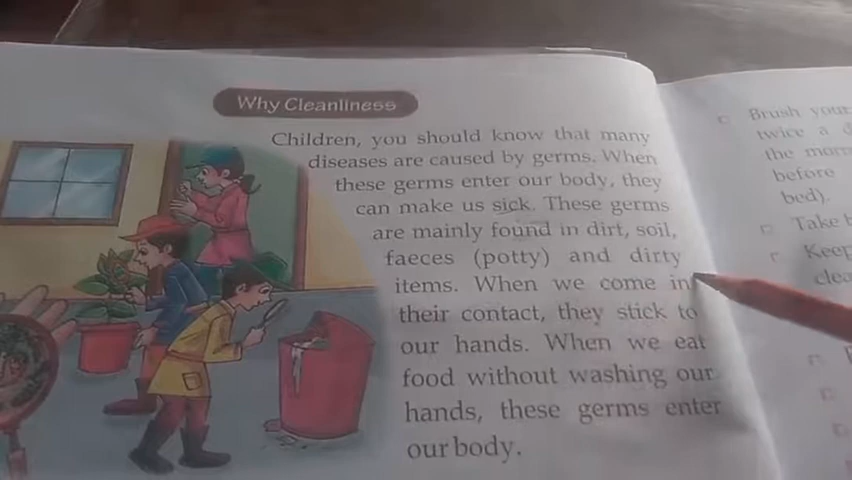 Why Cleanliness
Children, you should know that many
diseases are caused by germs. When
these germs enter our body, they
can make us sick. These germs
are mainly found in dirt, soil,
faeces (potty) and dirty
items. When we come in
their contact, they stick to
our hands. When we eat
food without washing our
hands, these germs enter
our body.
Brush your
twice a
the
before
bed).
Take
Keep